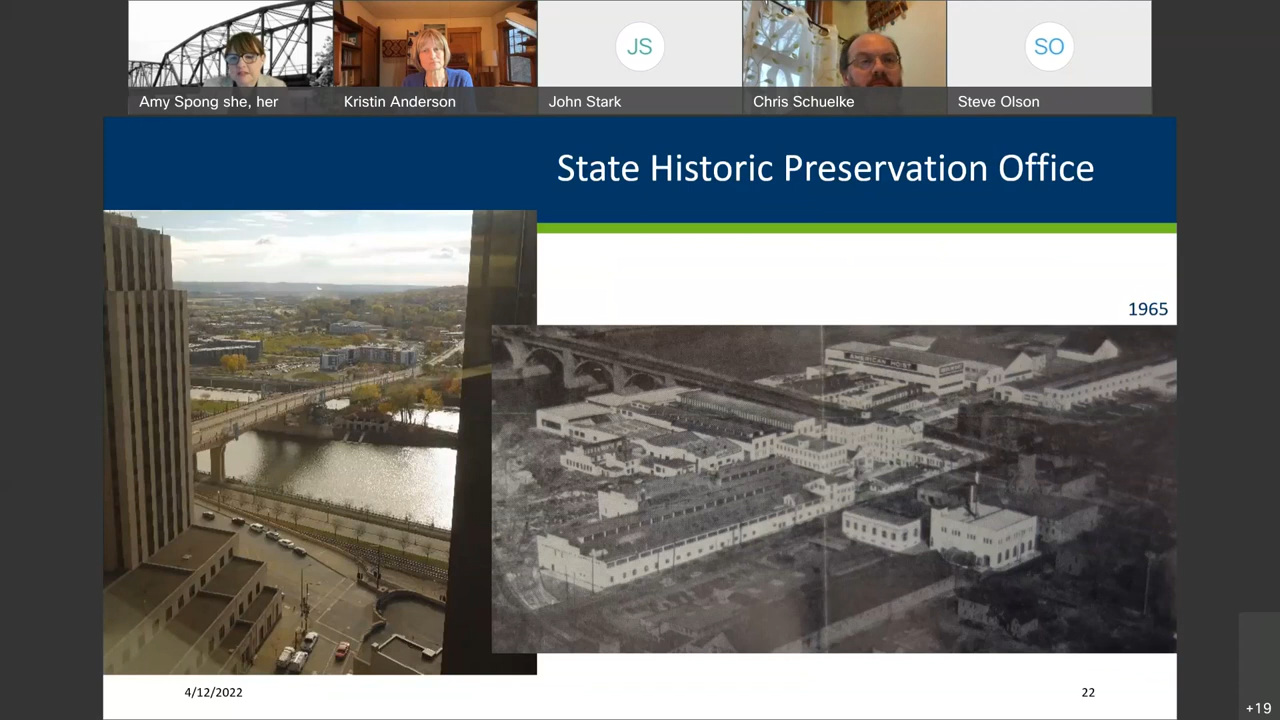 JS
SO
Amy Spong she, her
Kristin Anderson
John Stark
Chris Schuelke
Steve Olson
State Historic Preservation Office
1965
4/12/2022
22
+19